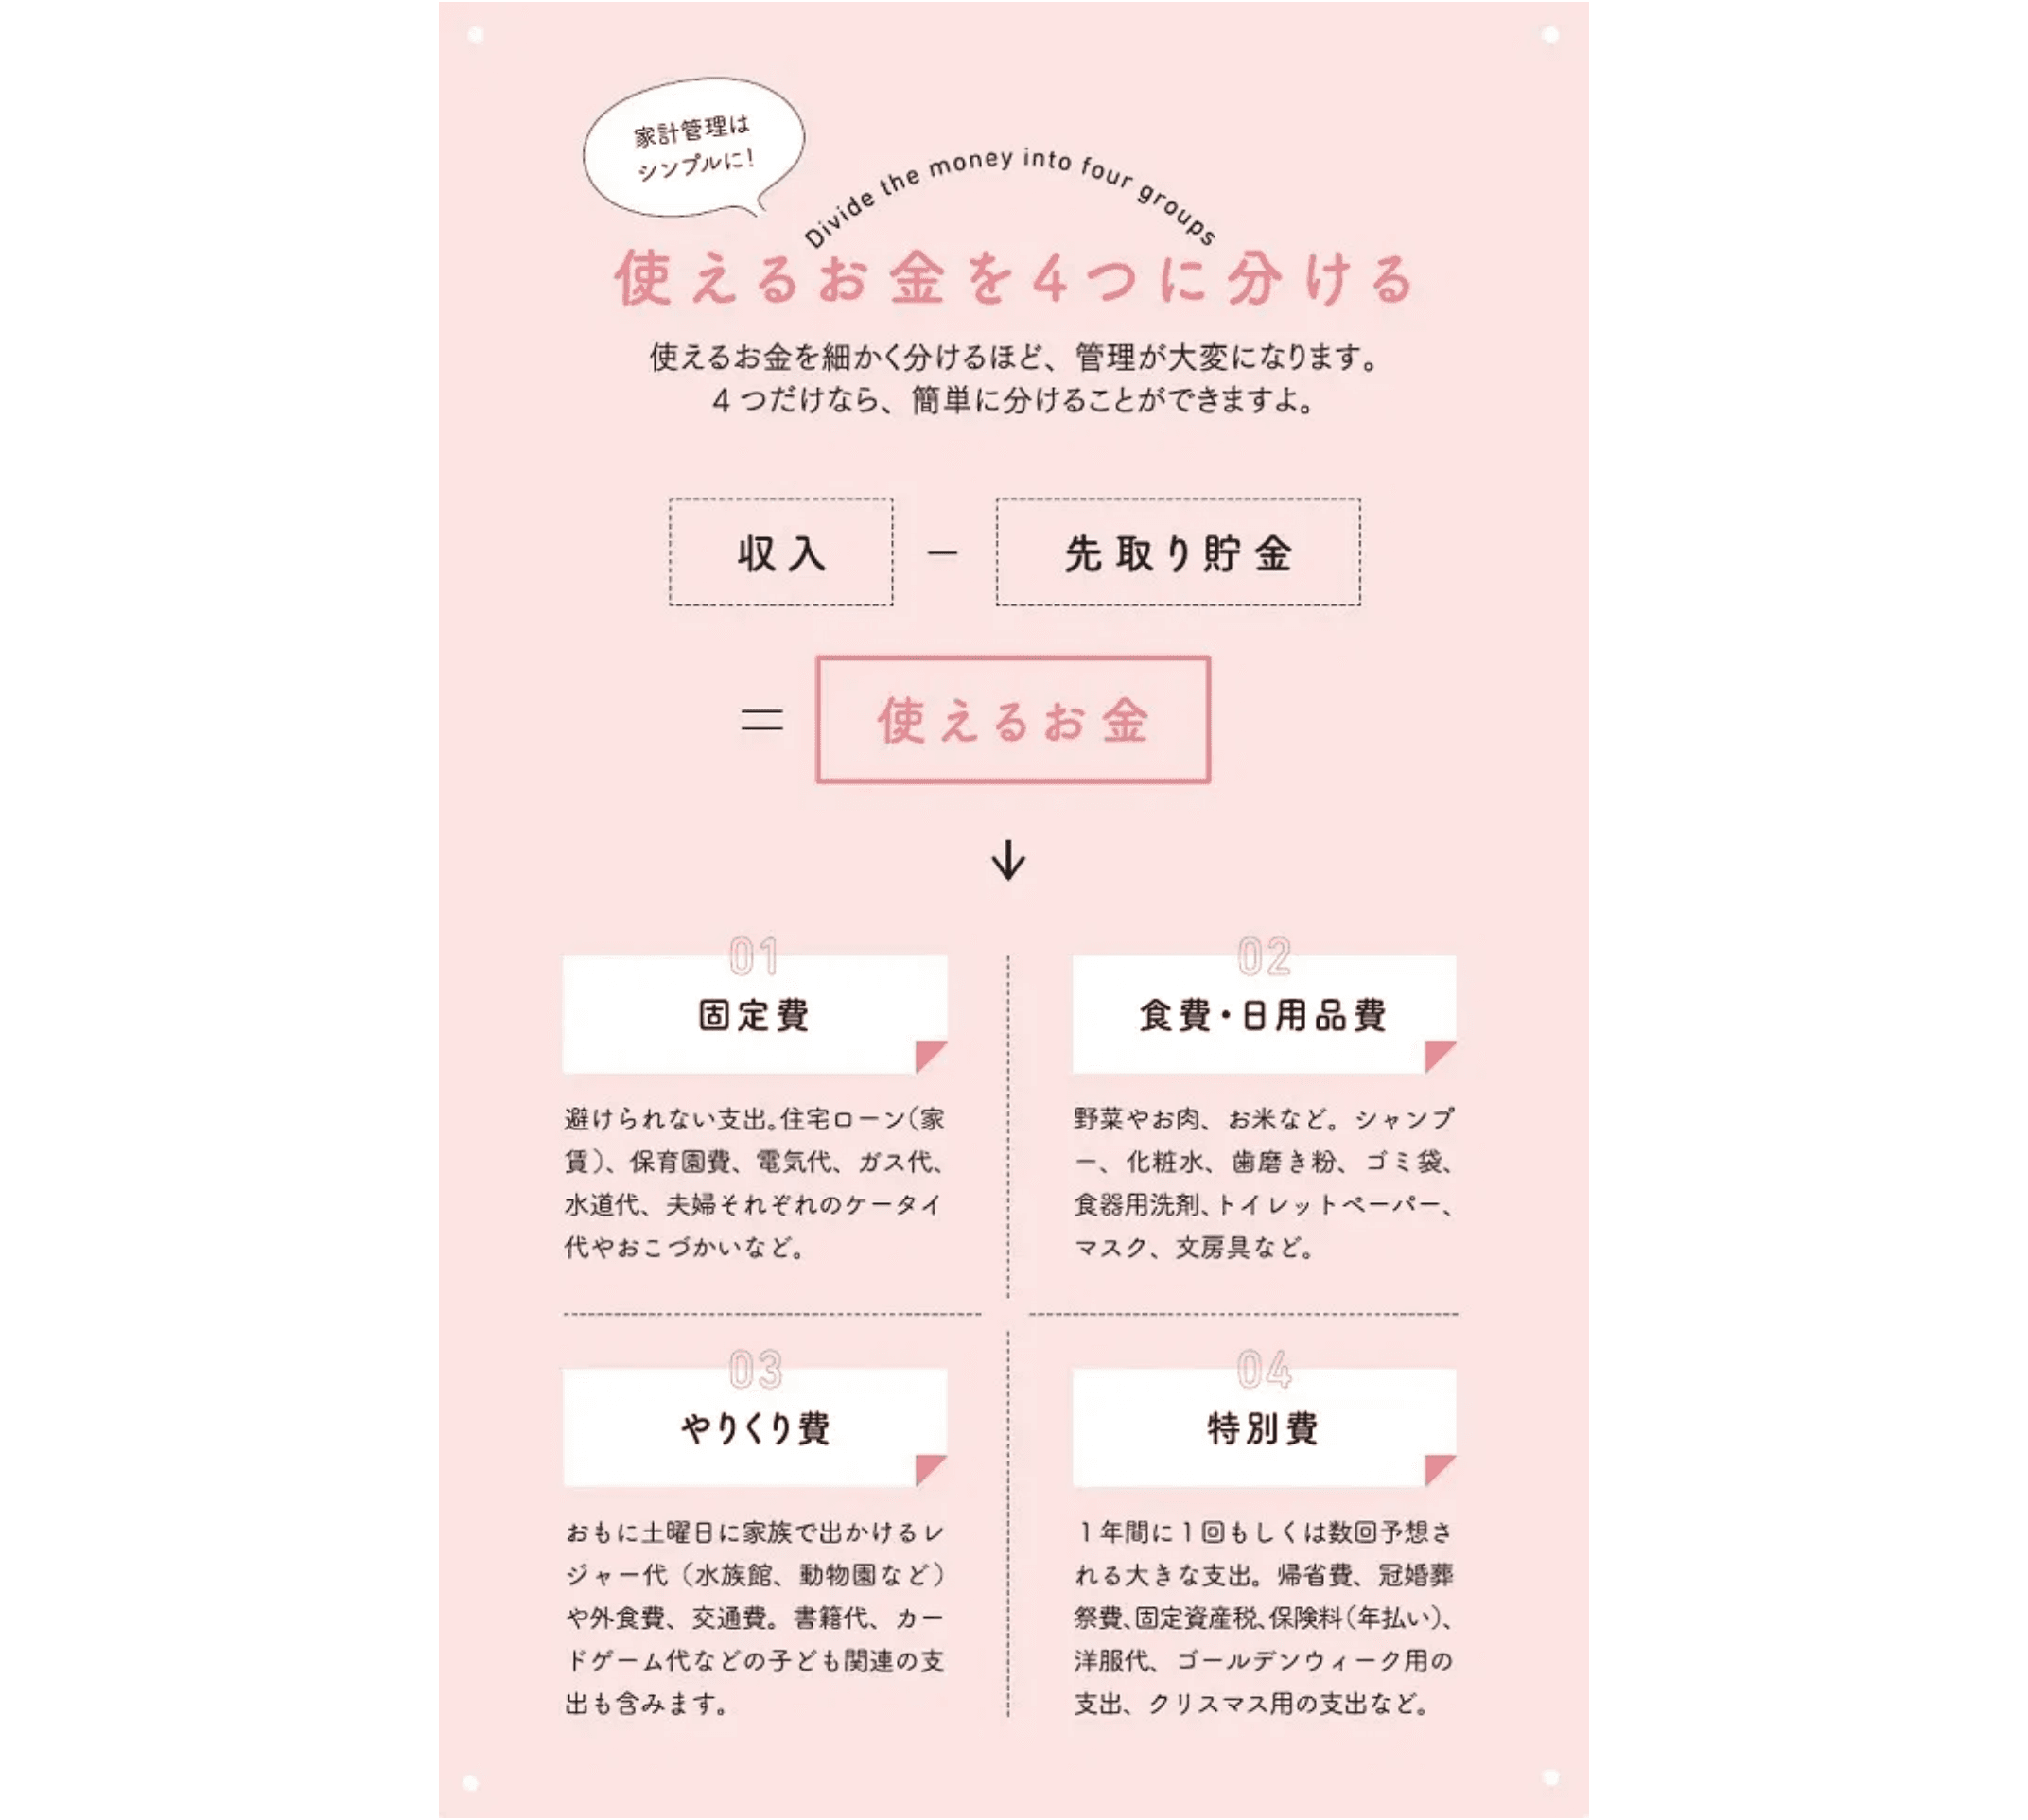 家計管理は
シンプルに!
Divide the money into four groups
使えるお金を4つに分ける
使えるお金を細かく分けるほど、管理が大変になります。
4つだけなら、簡単に分けることができますよ。
収入 − 先取り貯金
= 使えるお金
↓
01
固定費
避けられない支出。住宅ローン(家
賃)、保育園費、電気代、ガス代、
水道代、夫婦それぞれのケータイ
代やおこづかいなど。
02
食費・日用品費
野菜やお肉、お米など。シャンプ
ー、化粧水、歯磨き粉、ゴミ袋、
食器用洗剤、トイレットペーパー、
マスク、文房具など。
03
やりくり費
おもに土曜日に家族で出かけるレ
ジャー代(水族館、動物園など)
や外食費、交通費。書籍代、カー
ドゲーム代などの子ども関連の支
出も含みます。
04
特別費
1年間に1回もしくは数回予想さ
れる大きな支出。帰省費、冠婚葬
祭費、固定資産税、保険料(年払い)、
洋服代、ゴールデンウィーク用の
支出、クリスマス用の支出など。